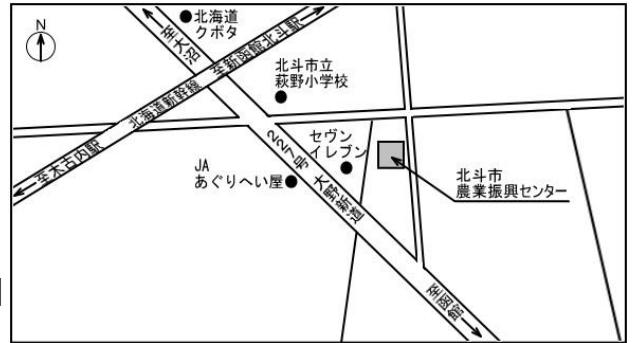 N
至大沼
北海道
クボタ
至新函館北斗駅
北海道新幹線
至木古内駅
北斗市立
萩野小学校
セヴン
イレブン
227号 大野新道
JA
あぐりへい屋
北斗市
農業振興センター
至函館